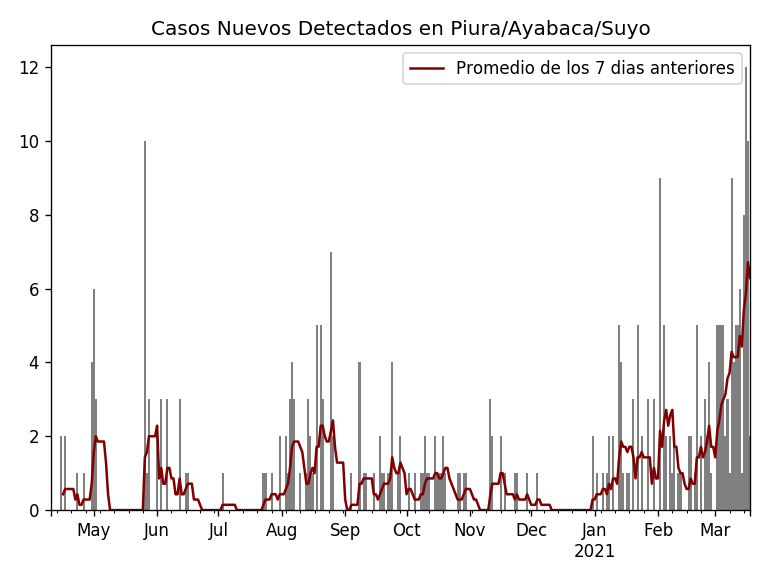 Casos Nuevos Detectados en Piura/Ayabaca/Suyo
Promedio de los 7 dias anteriores
12
10
8
6
4
2
0
May Jun Jul Aug Sep Oct Nov Dec Jan Feb Mar
2021